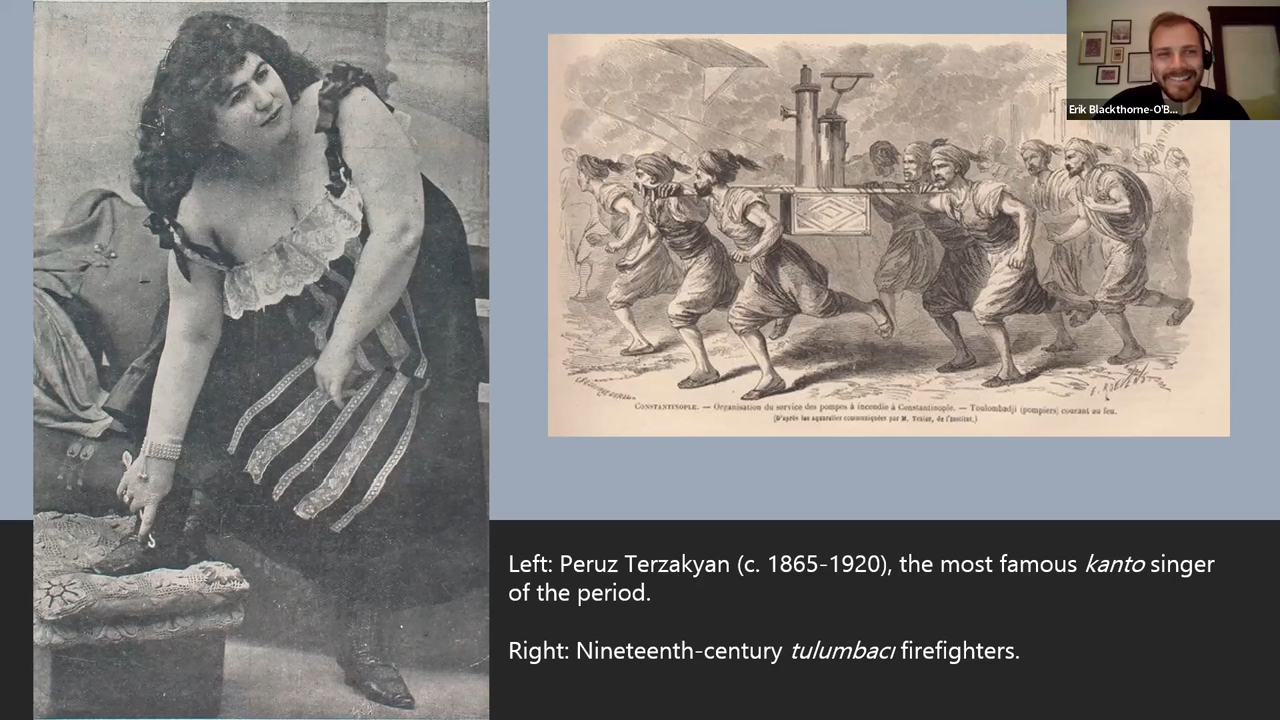 Erik Blackthorne-O'B...
CONSTANTINOPLE. — Organisation du service des pompes à incendie à Constantinople. — Toulombadji (pompiers) courant au feu.
(D'après les aquarelles communiquées par M. Texier, de l'Institut.)
Left: Peruz Terzakyan (c. 1865-1920), the most famous kanto singer
of the period.
Right: Nineteenth-century tulumbacı firefighters.